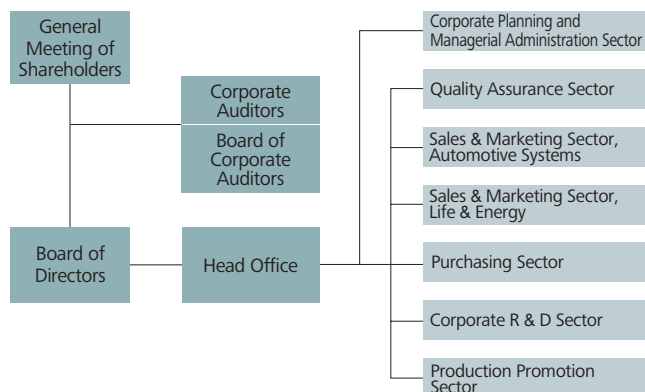 General
Meeting of
Shareholders
Corporate
Auditors
Board of
Corporate
Auditors
Board of
Directors
Head Office
Corporate Planning and
Managerial Administration Sector
Quality Assurance Sector
Sales & Marketing Sector,
Automotive Systems
Sales & Marketing Sector,
Life & Energy
Purchasing Sector
Corporate R & D Sector
Production Promotion
Sector